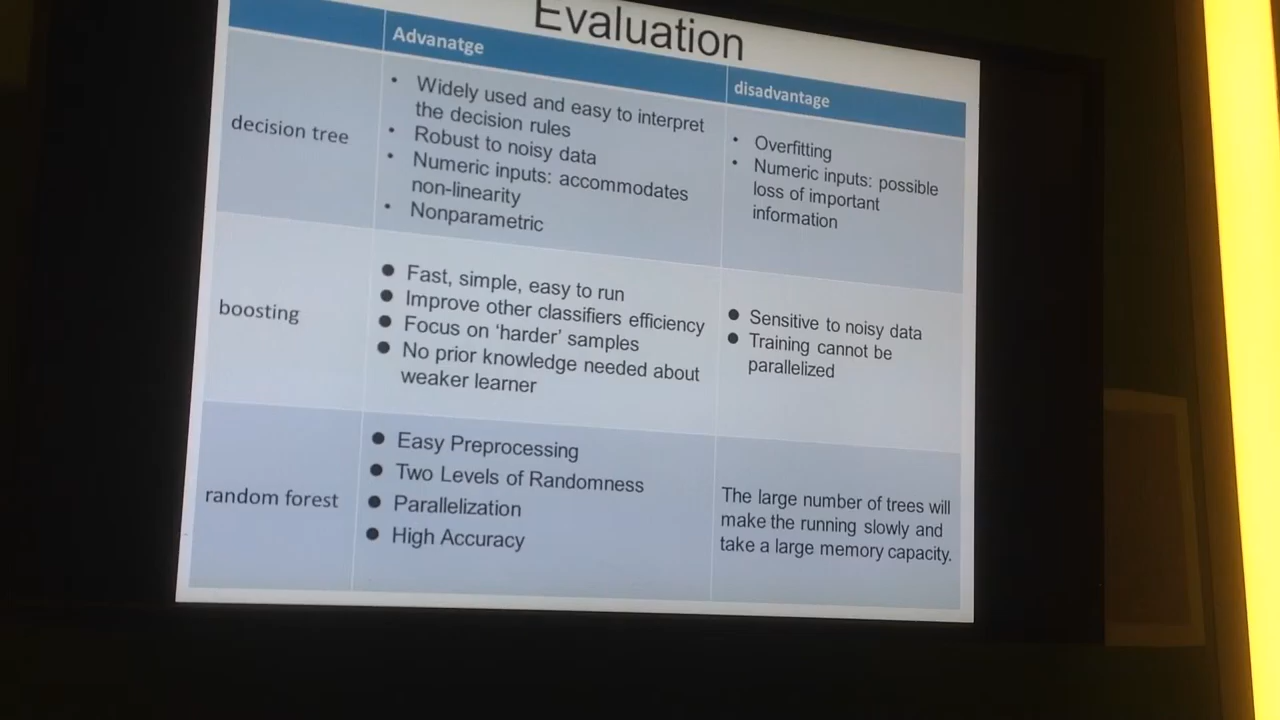 Evaluation
Advanatge
disadvantage
decision tree
• Widely used and easy to interpret
the decision rules
• Robust to noisy data
• Numeric inputs: accommodates
non-linearity
• Nonparametric
• Overfitting
• Numeric inputs: possible
loss of important
information
boosting
● Fast, simple, easy to run
● Improve other classifiers efficiency
● Focus on ‘harder’ samples
● No prior knowledge needed about
weaker learner
● Sensitive to noisy data
● Training cannot be
parallelized
random forest
● Easy Preprocessing
● Two Levels of Randomness
● Parallelization
● High Accuracy
The large number of trees will
make the running slowly and
take a large memory capacity.